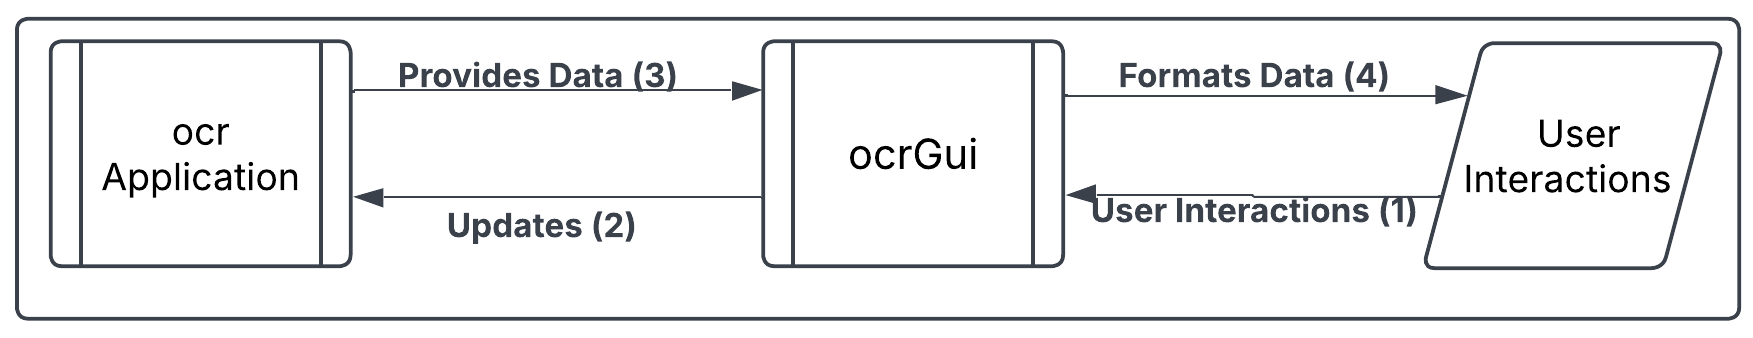 Provides Data (3)
Formats Data (4)
ocr
Application
ocrGui
User
Interactions
Updates (2)
User Interactions (1)